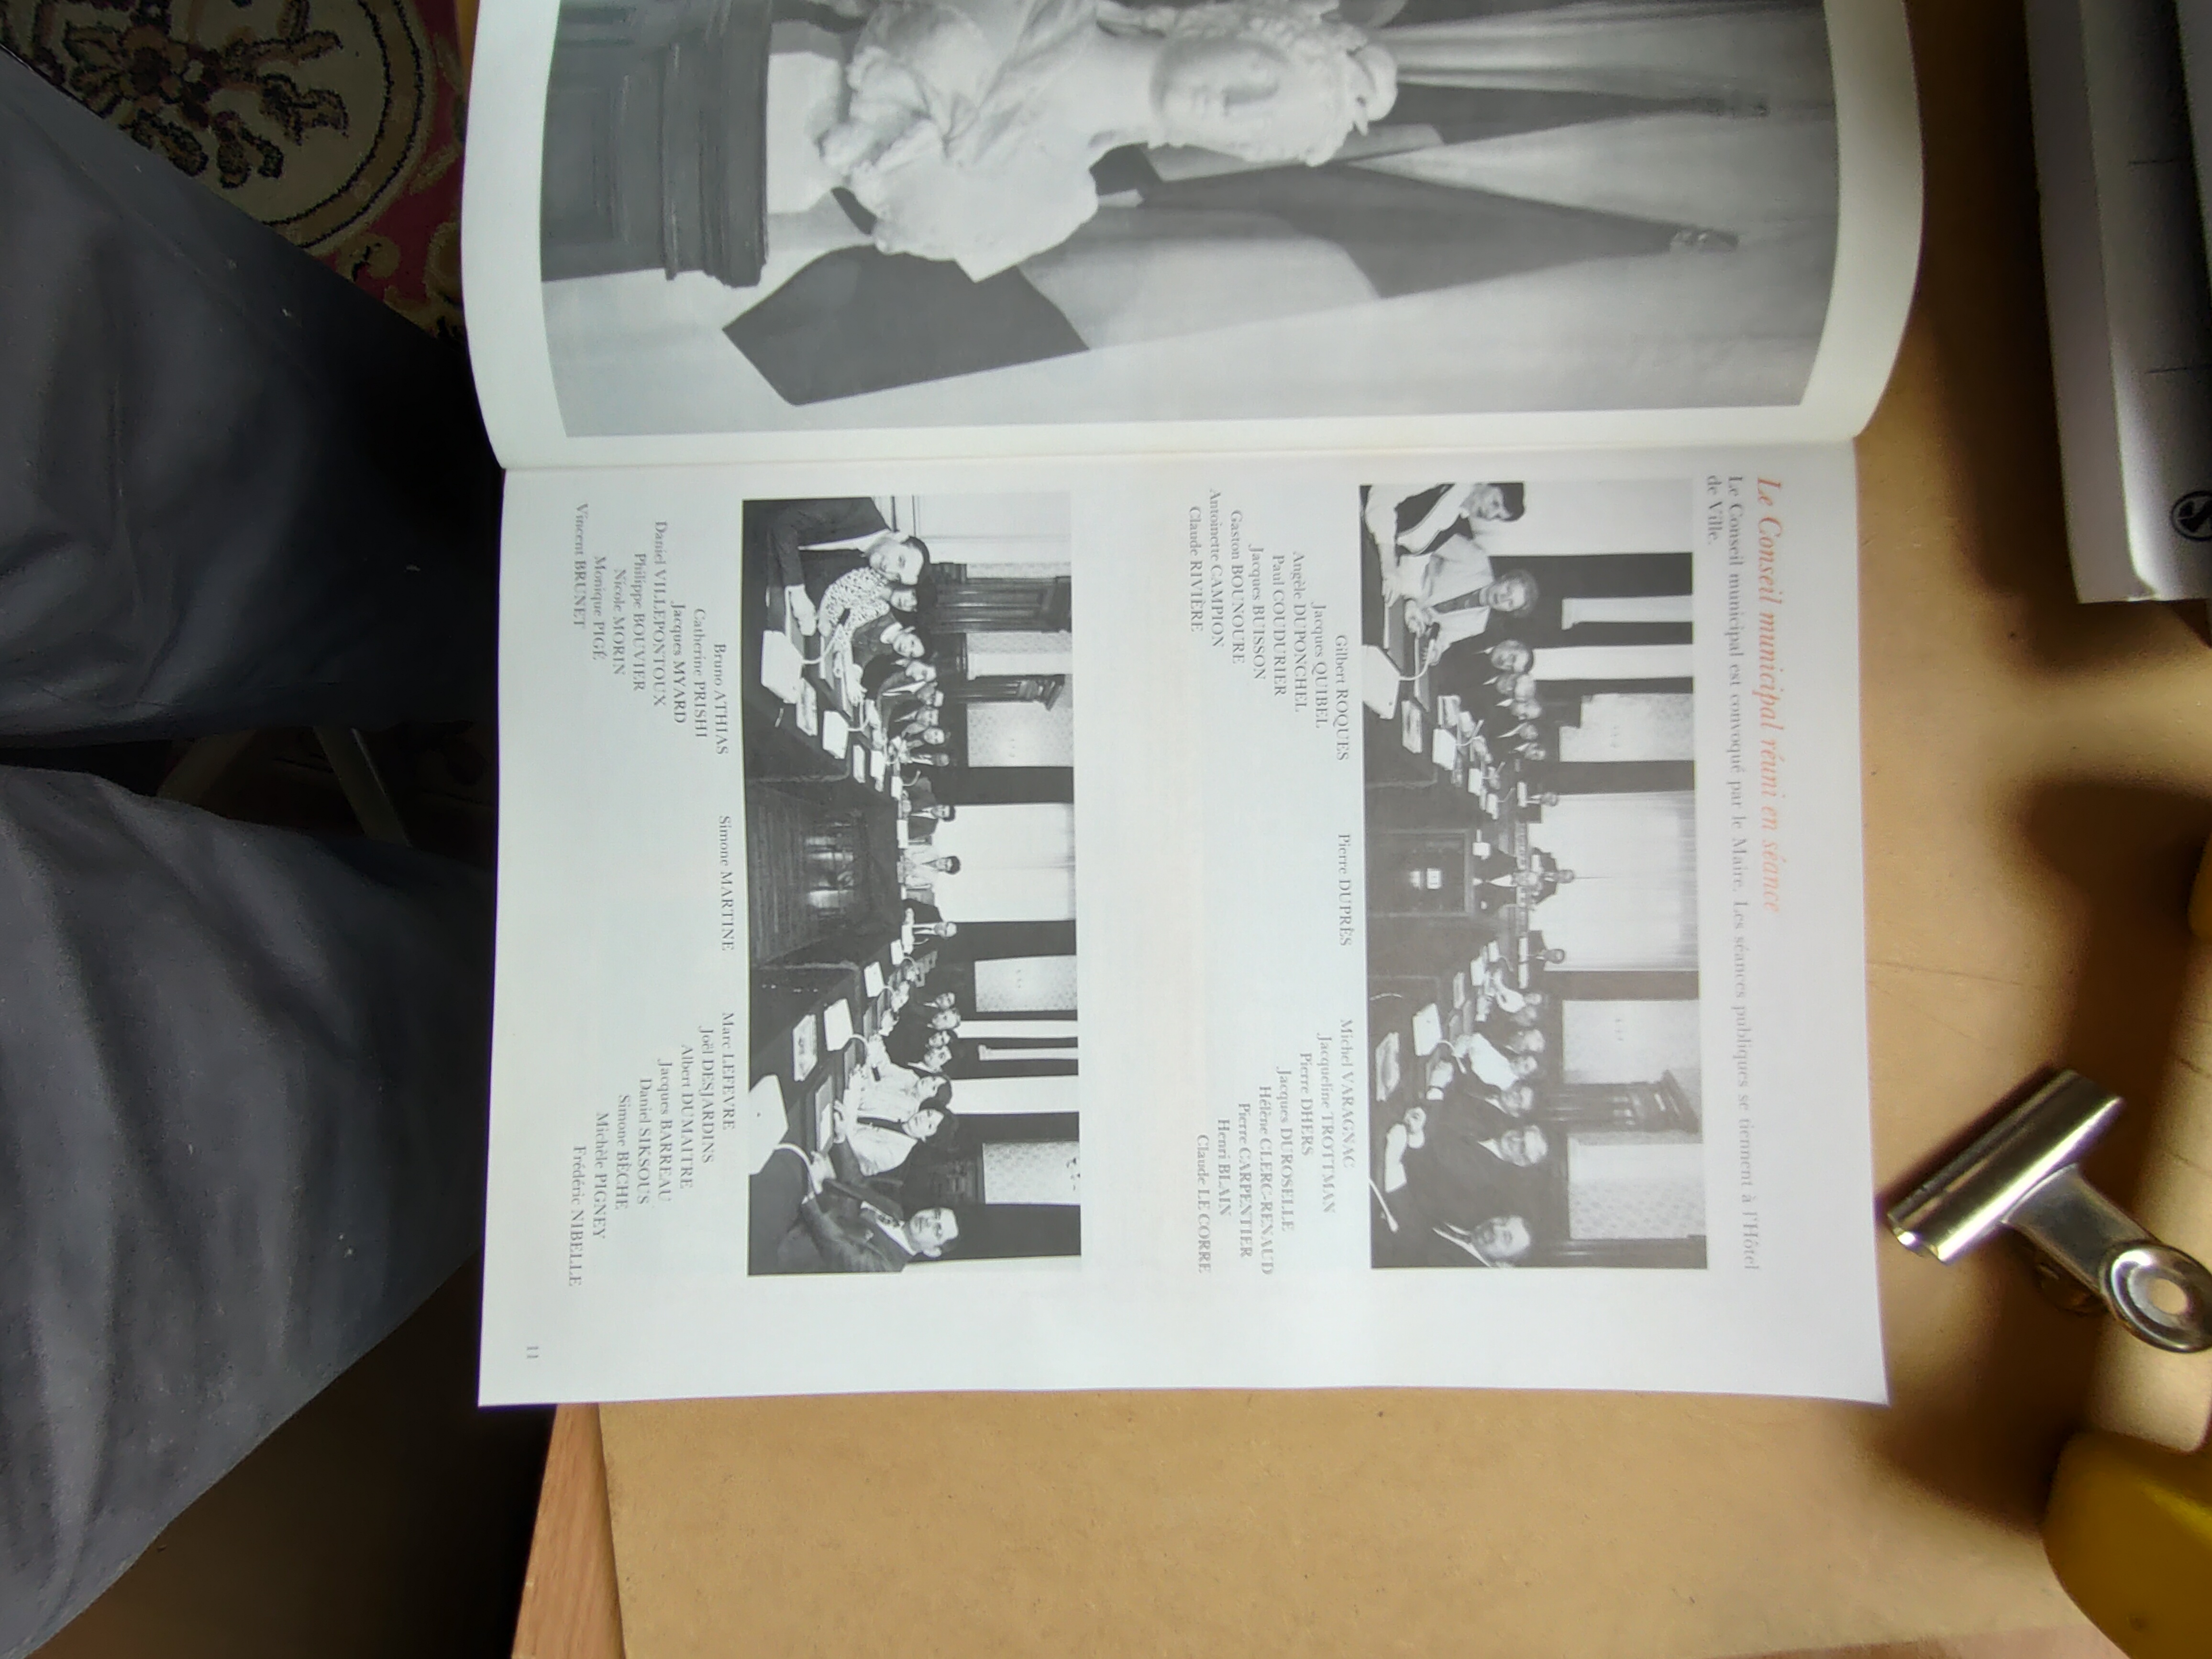 Le Conseil municipal réuni en séance
Le Conseil municipal est convoqué par le Maire. Les séances publiques se tiennent à l'Hôtel
de Ville.
Gilbert ROQUES
Jacques QUIBEL
Angèle DUPONCHEL
Paul COUDURIER
Jacques BUISSON
Gaston BOUNOURE
Antoinette CAMPION
Claude RIVIÈRE
Pierre DUPRÈS
Michel VARAGNAC
Jacqueline TROTTMAN
Pierre DHERS
Jacques DUROSELLE
Hélène CLERC-RENAUD
Pierre CARPENTIER
Henri BLAIN
Claude LE CORRE
Bruno ATHIAS
Catherine PRISHI
Jacques MYARD
Daniel VILLEPONTOUX
Philippe BOUVIER
Nicole MORIN
Monique PIGÉ
Vincent BRUNET
Simone MARTINE
Marc LEFEVRE
Joël DESJARDINS
Albert DUMAITRE
Jacques BARREAU
Daniel SIKSOUS
Simone BÈCHE
Michèle PIGNEY
Frédéric NIBELLE
11